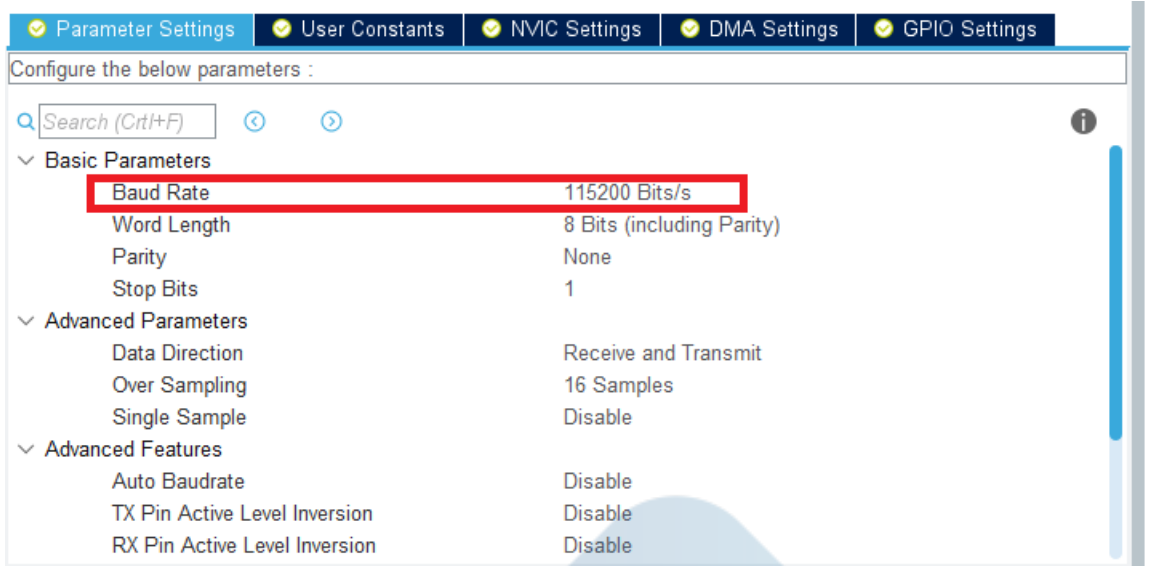 Parameter Settings User Constants NVIC Settings DMA Settings GPIO Settings
Configure the below parameters :
Search (Crtl+F)
Basic Parameters
Baud Rate 115200 Bits/s
Word Length 8 Bits (including Parity)
Parity None
Stop Bits 1
Advanced Parameters
Data Direction Receive and Transmit
Over Sampling 16 Samples
Single Sample Disable
Advanced Features
Auto Baudrate Disable
TX Pin Active Level Inversion Disable
RX Pin Active Level Inversion Disable